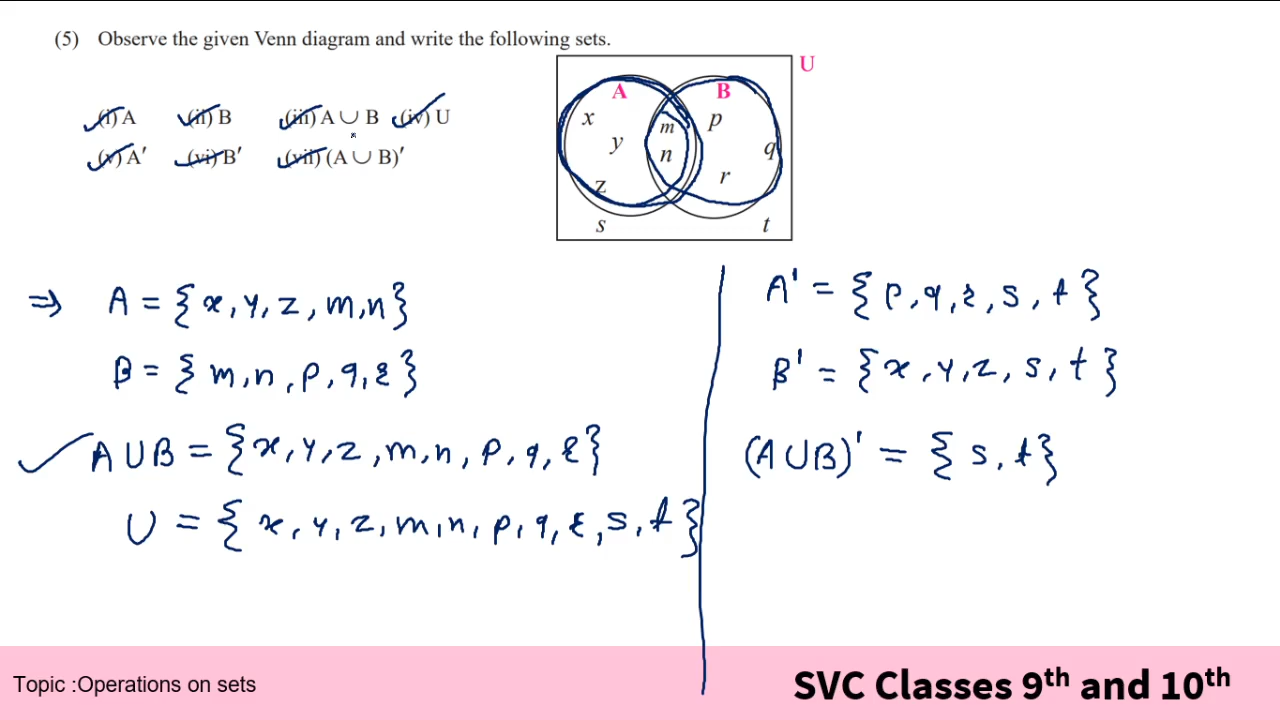 (5) Observe the given Venn diagram and write the following sets.
U
(i) A (ii) B (iii) A ∪ B (iv) U
(v) A′ (vi) B′ (vii) (A ∪ B)′
A B
x m p
y n q
z r
s t
⇒ A = {x, y, z, m, n}
B = {m, n, p, q, r}
A ∪ B = {x, y, z, m, n, p, q, r}
U = {x, y, z, m, n, p, q, r, s, t}
A' = {p, q, r, s, t}
B' = {x, y, z, s, t}
(A ∪ B)' = {s, t}
Topic :Operations on sets
SVC Classes 9th and 10th